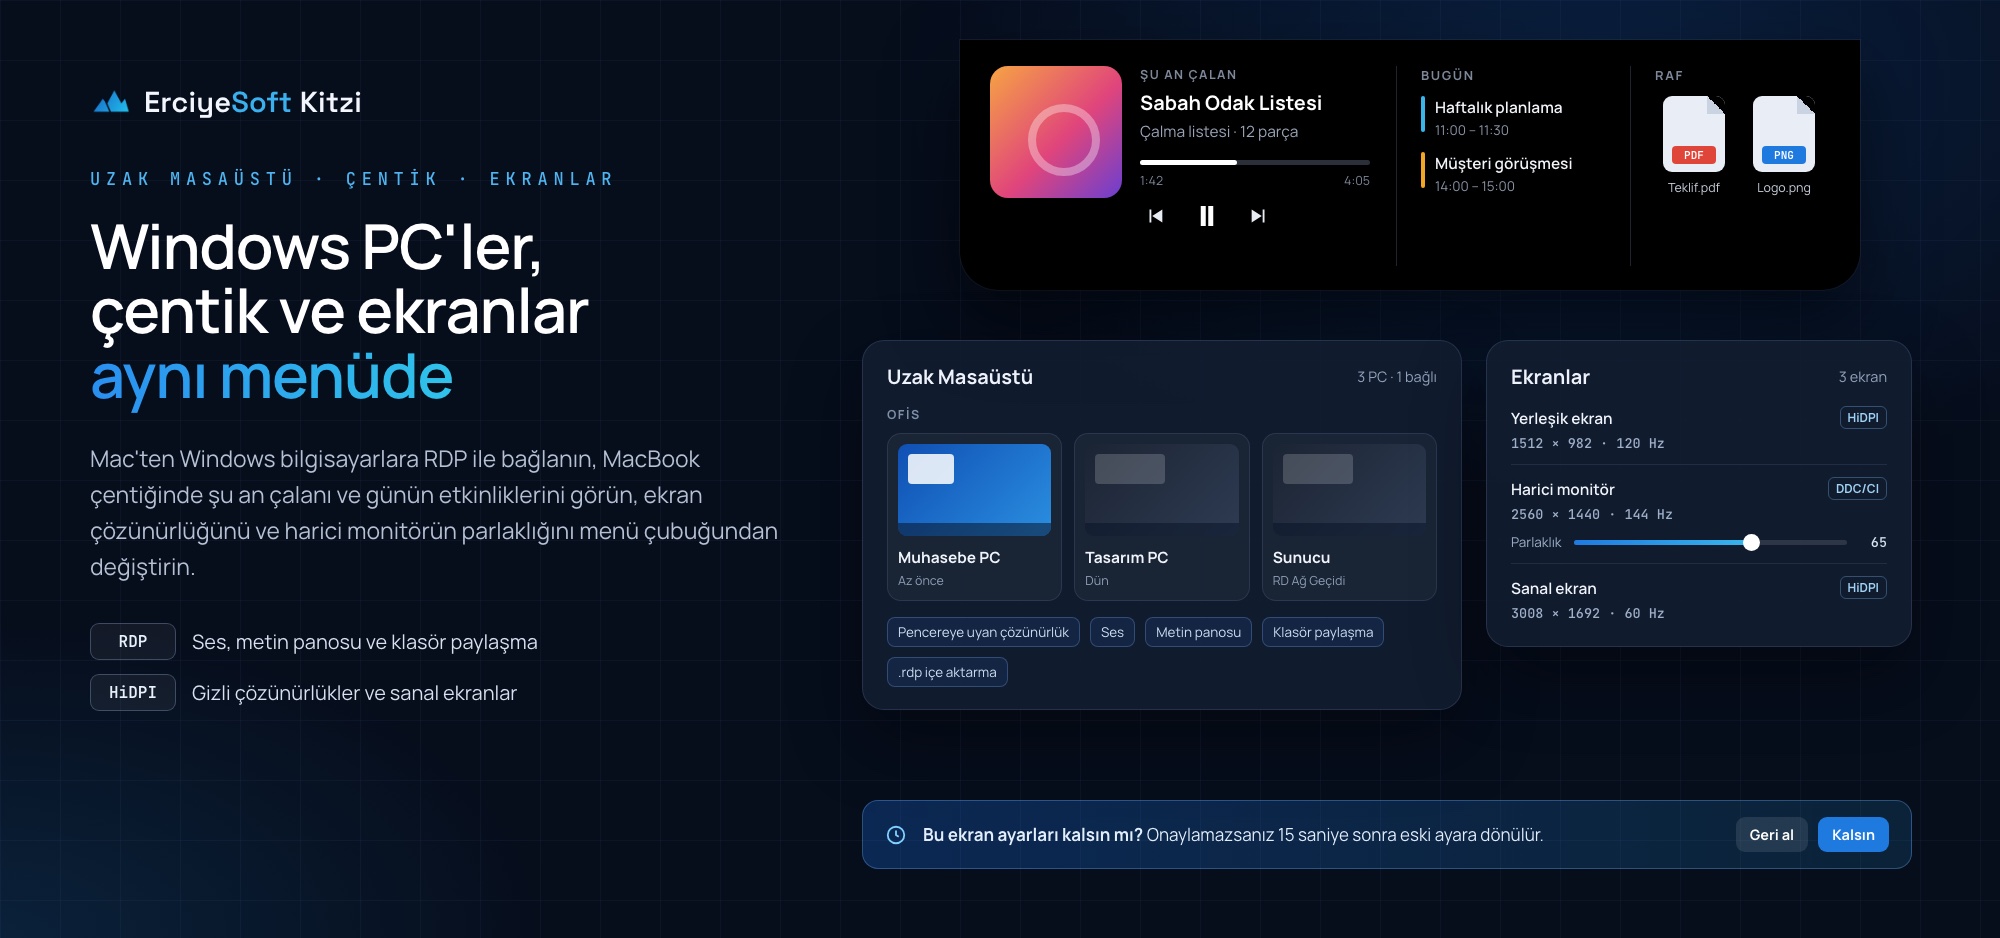 ErciyeSoft Kitzi
UZAK MASAÜSTÜ · ÇENTİK · EKRANLAR
Windows PC'ler,
çentik ve ekranlar
aynı menüde
Mac'ten Windows bilgisayarlara RDP ile bağlanın, MacBook
çentiğinde şu an çalanı ve günün etkinliklerini görün, ekran
çözünürlüğünü ve harici monitörün parlaklığını menü çubuğundan
değiştirin.
RDP Ses, metin panosu ve klasör paylaşma
HiDPI Gizli çözünürlükler ve sanal ekranlar
ŞU AN ÇALAN
Sabah Odak Listesi
Çalma listesi · 12 parça
1:42 4:05
BUGÜN
Haftalık planlama
11:00 – 11:30
Müşteri görüşmesi
14:00 – 15:00
RAF
PDF PNG
Teklif.pdf Logo.png
Uzak Masaüstü 3 PC · 1 bağlı
OFİS
Muhasebe PC Tasarım PC Sunucu
Az önce Dün RD Ağ Geçidi
Pencereye uyan çözünürlük Ses Metin panosu Klasör paylaşma
.rdp içe aktarma
Ekranlar 3 ekran
Yerleşik ekran HiDPI
1512 × 982 · 120 Hz
Harici monitör DDC/CI
2560 × 1440 · 144 Hz
Parlaklık 65
Sanal ekran HiDPI
3008 × 1692 · 60 Hz
Bu ekran ayarları kalsın mı? Onaylamazsanız 15 saniye sonra eski ayara dönülür. Geri al Kalsın